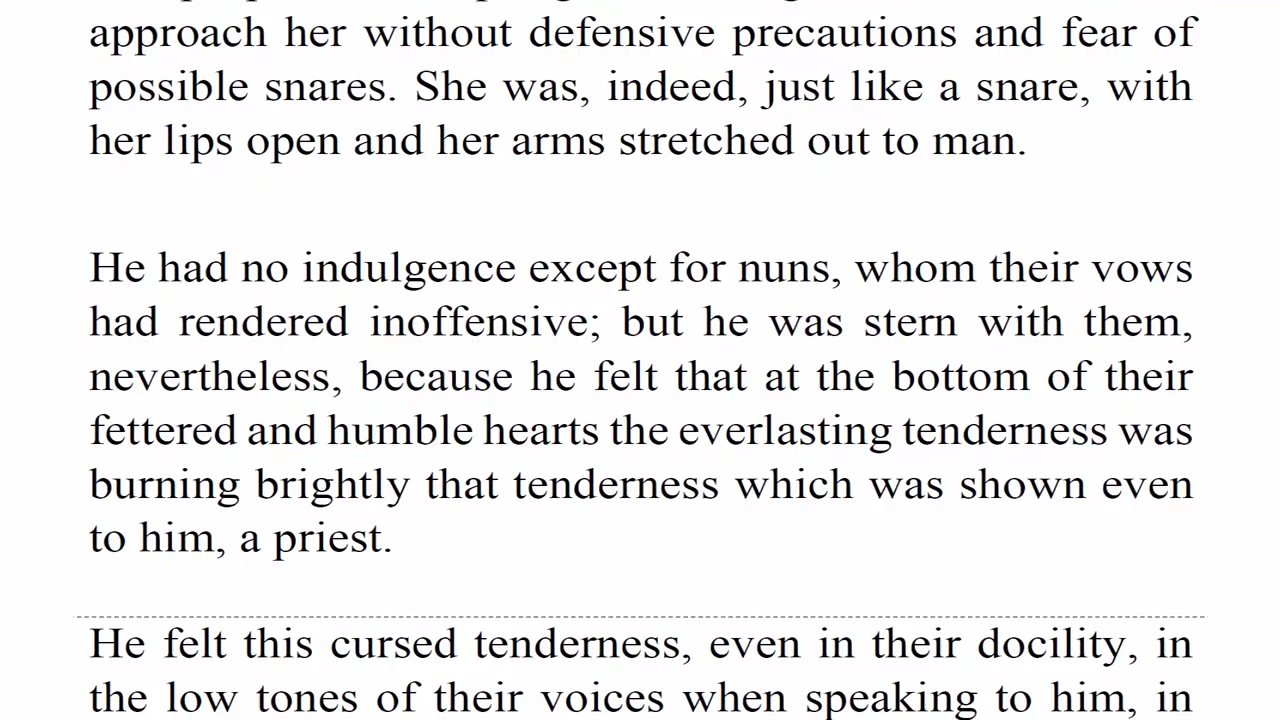 approach her without defensive precautions and fear of
possible snares. She was, indeed, just like a snare, with
her lips open and her arms stretched out to man.
He had no indulgence except for nuns, whom their vows
had rendered inoffensive; but he was stern with them,
nevertheless, because he felt that at the bottom of their
fettered and humble hearts the everlasting tenderness was
burning brightly that tenderness which was shown even
to him, a priest.
He felt this cursed tenderness, even in their docility, in
the low tones of their voices when speaking to him, in